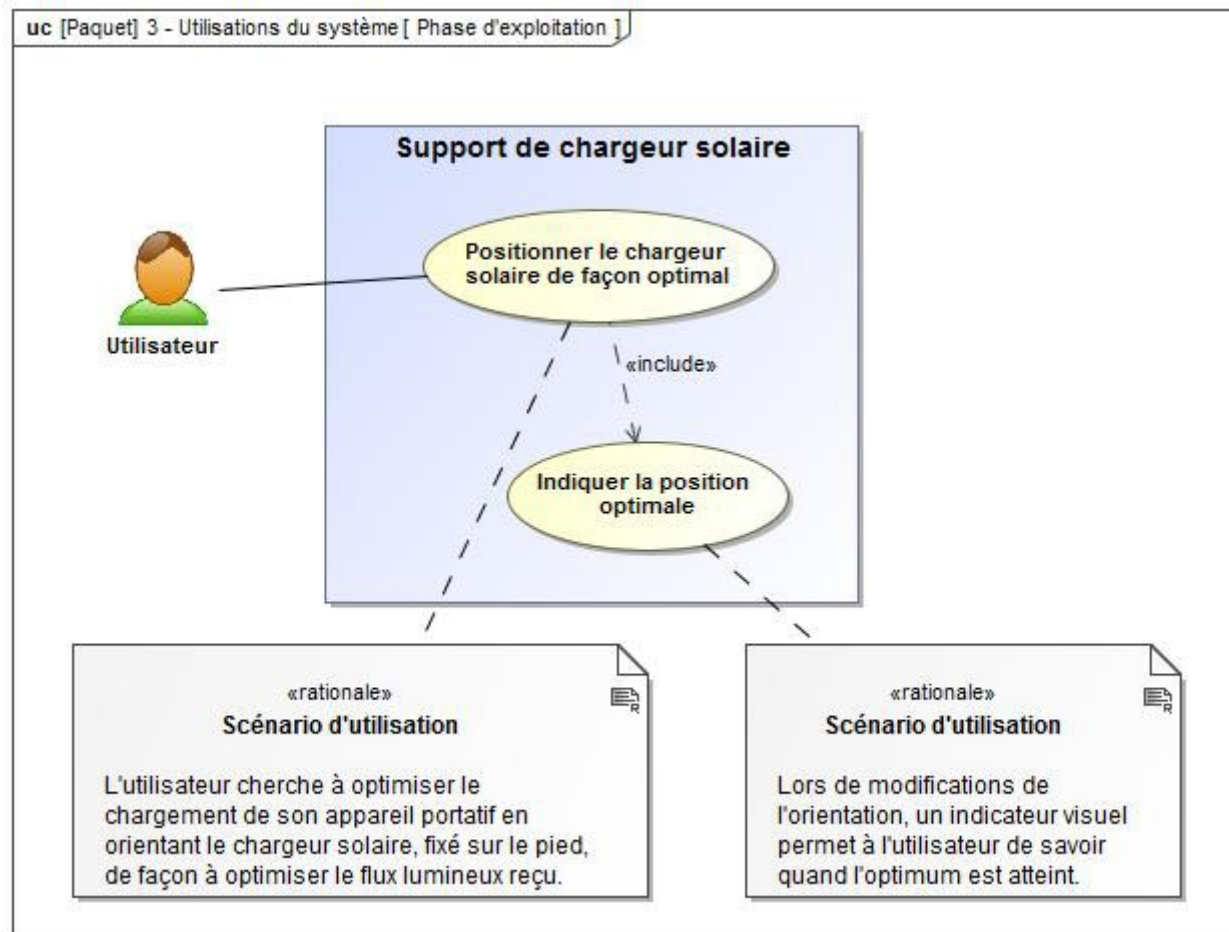 uc [Paquet] 3 - Utilisations du système [ Phase d'exploitation ]
Support de chargeur solaire
Positionner le chargeur
solaire de façon optimal
Utilisateur
«include»
Indiquer la position
optimale
«rationale»
Scénario d'utilisation
L'utilisateur cherche à optimiser le
chargement de son appareil portatif en
orientant le chargeur solaire, fixé sur le pied,
de façon à optimiser le flux lumineux reçu.
«rationale»
Scénario d'utilisation
Lors de modifications de
l'orientation, un indicateur visuel
permet à l'utilisateur de savoir
quand l'optimum est atteint.